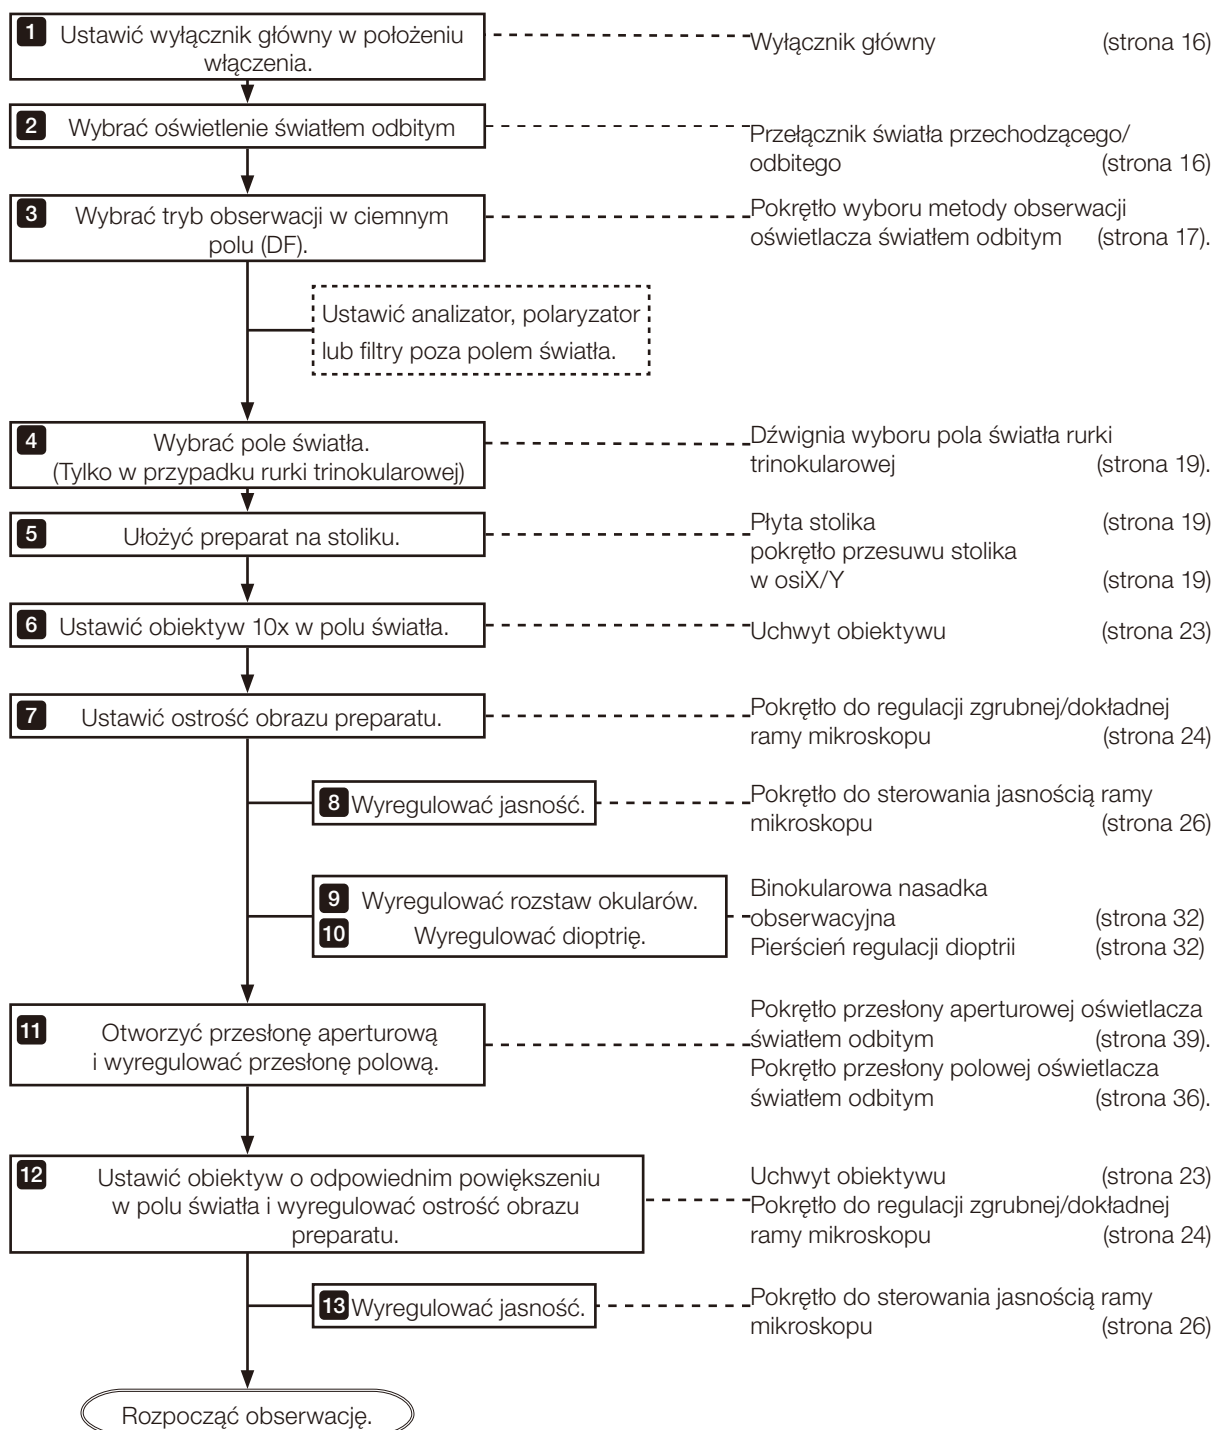 1 Ustawić wyłącznik główny w położeniu
włączenia.
Wyłącznik główny (strona 16)
2 Wybrać oświetlenie światłem odbitym
Przełącznik światła przechodzącego/
odbitego (strona 16)
3 Wybrać tryb obserwacji w ciemnym
polu (DF).
Pokrętło wyboru metody obserwacji
oświetlacza światłem odbitym (strona 17).
Ustawić analizator, polaryzator
lub filtry poza polem światła.
4 Wybrać pole światła.
(Tylko w przypadku rurki trinokularowej)
Dźwignia wyboru pola światła rurki
trinokularowej (strona 19).
5 Ułożyć preparat na stoliku.
Płyta stolika (strona 19)
pokrętło przesuwu stolika
w osiX/Y (strona 19)
6 Ustawić obiektyw 10x w polu światła.
Uchwyt obiektywu (strona 23)
7 Ustawić ostrość obrazu preparatu.
Pokrętło do regulacji zgrubnej/dokładnej
ramy mikroskopu (strona 24)
8 Wyregulować jasność.
Pokrętło do sterowania jasnością ramy
mikroskopu (strona 26)
9 Wyregulować rozstaw okularów.
10 Wyregulować dioptrię.
Binokularowa nasadka
obserwacyjna (strona 32)
Pierścień regulacji dioptrii (strona 32)
11 Otworzyć przesłonę aperturową
i wyregulować przesłonę polową.
Pokrętło przesłony aperturowej oświetlacza
światłem odbitym (strona 39).
Pokrętło przesłony polowej oświetlacza
światłem odbitym (strona 36).
12 Ustawić obiektyw o odpowiednim powiększeniu
w polu światła i wyregulować ostrość obrazu
preparatu.
Uchwyt obiektywu (strona 23)
Pokrętło do regulacji zgrubnej/dokładnej
ramy mikroskopu (strona 24)
13 Wyregulować jasność.
Pokrętło do sterowania jasnością ramy
mikroskopu (strona 26)
Rozpocząć obserwację.